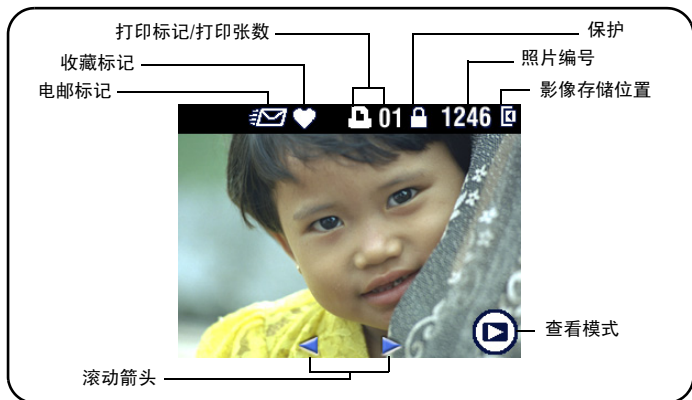 打印标记/打印张数
保护
收藏标记
照片编号
电邮标记
影像存储位置
01 1246
查看模式
滚动箭头